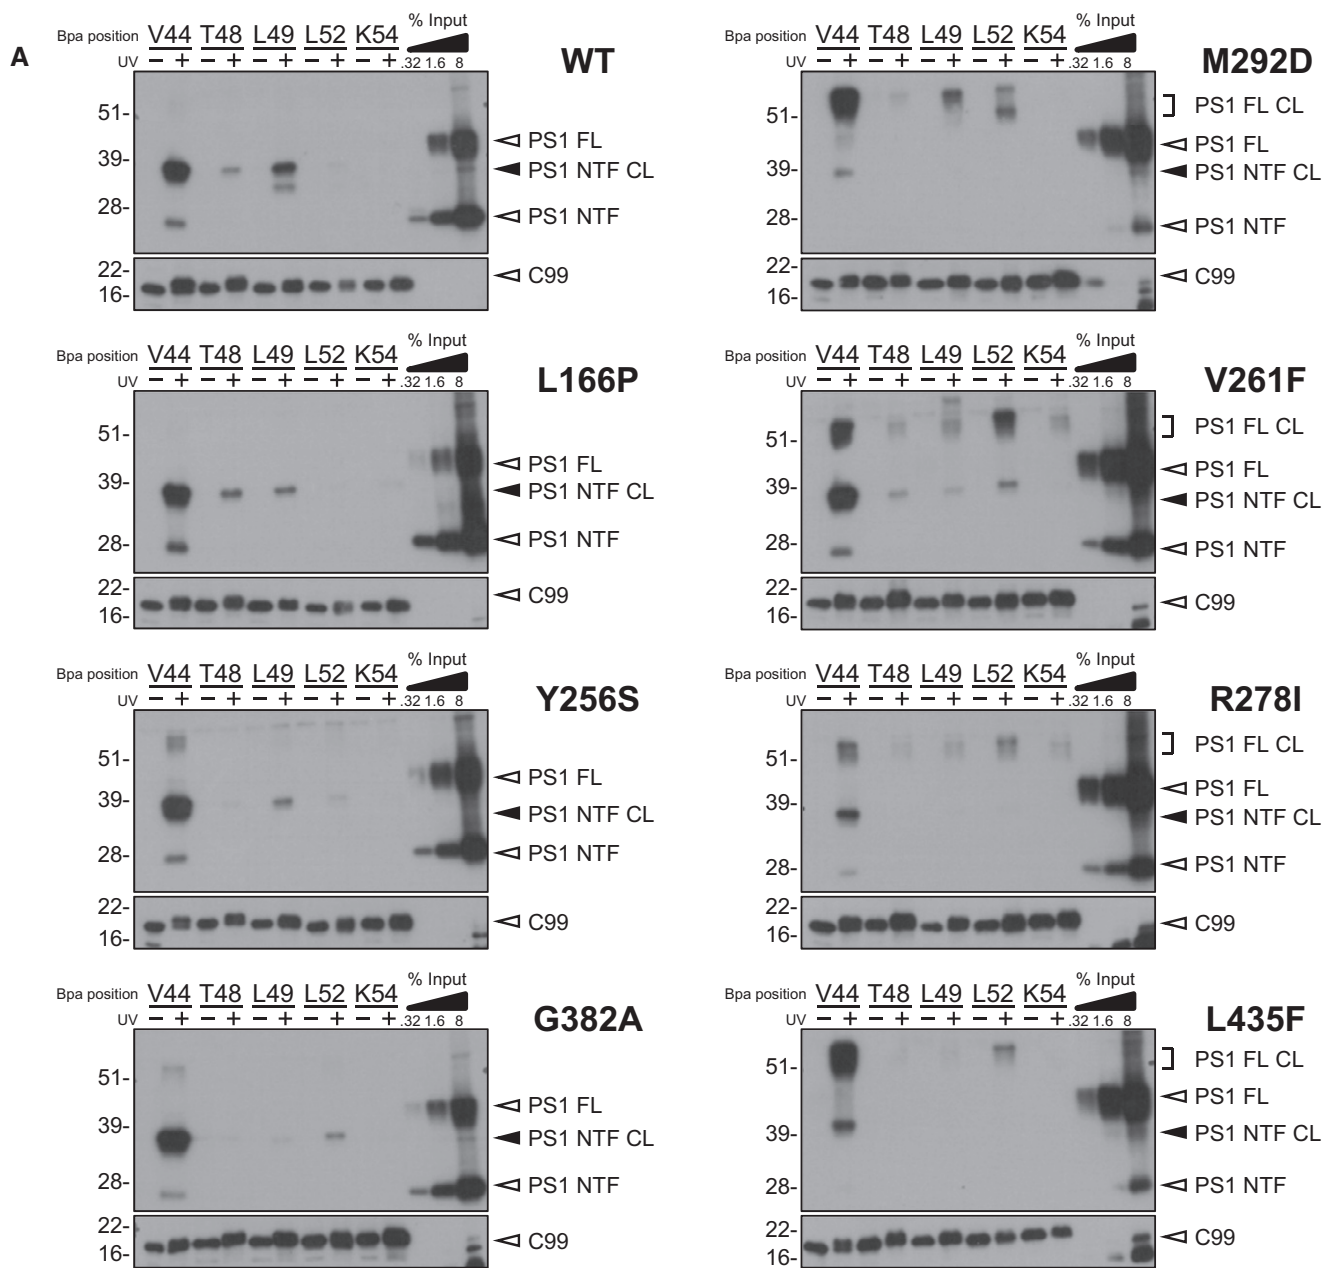 A
% Input
Bpa position V44 T48 L49 L52 K54
UV − + − + − + − + − + .32 1.6 8
WT
51-
39-
28-
22-
16-
PS1 FL
PS1 NTF CL
PS1 NTF
C99
% Input
Bpa position V44 T48 L49 L52 K54
UV − + − + − + − + − + .32 1.6 8
M292D
51-
39-
28-
22-
16-
PS1 FL CL
PS1 FL
PS1 NTF CL
PS1 NTF
C99
% Input
Bpa position V44 T48 L49 L52 K54
UV − + − + − + − + − + .32 1.6 8
L166P
51-
39-
28-
22-
16-
PS1 FL
PS1 NTF CL
PS1 NTF
C99
% Input
Bpa position V44 T48 L49 L52 K54
UV − + − + − + − + − + .32 1.6 8
V261F
51-
39-
28-
22-
16-
PS1 FL CL
PS1 FL
PS1 NTF CL
PS1 NTF
C99
% Input
Bpa position V44 T48 L49 L52 K54
UV − + − + − + − + − + .32 1.6 8
Y256S
51-
39-
28-
22-
16-
PS1 FL
PS1 NTF CL
PS1 NTF
C99
% Input
Bpa position V44 T48 L49 L52 K54
UV − + − + − + − + − + .32 1.6 8
R278I
51-
39-
28-
22-
16-
PS1 FL CL
PS1 FL
PS1 NTF CL
PS1 NTF
C99
% Input
Bpa position V44 T48 L49 L52 K54
UV − + − + − + − + − + .32 1.6 8
G382A
51-
39-
28-
22-
16-
PS1 FL
PS1 NTF CL
PS1 NTF
C99
% Input
Bpa position V44 T48 L49 L52 K54
UV − + − + − + − + − + .32 1.6 8
L435F
51-
39-
28-
22-
16-
PS1 FL CL
PS1 FL
PS1 NTF CL
PS1 NTF
C99